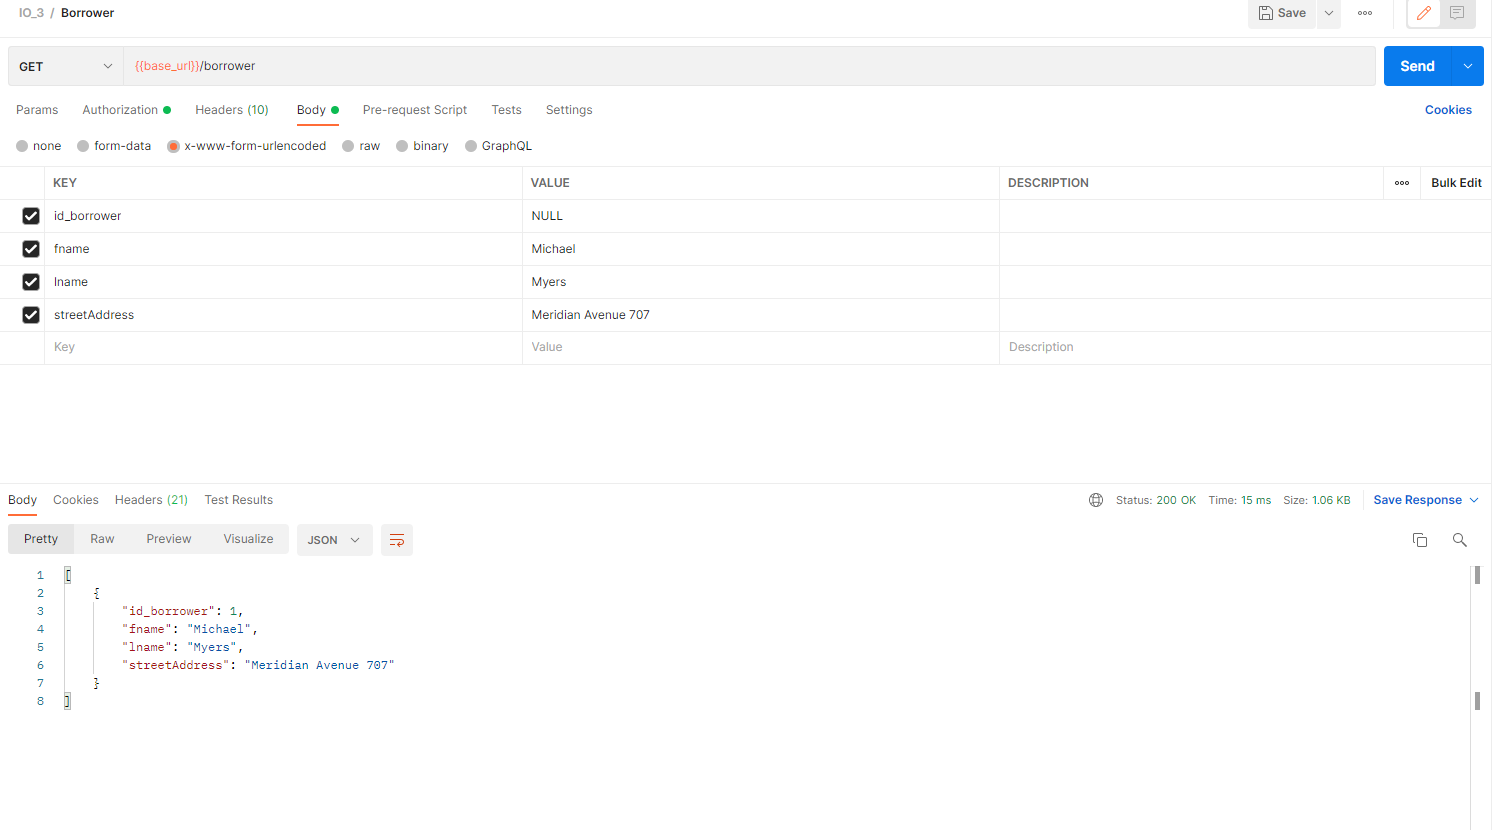 IO_3 / Borrower
Save
GET
{{base_url}}/borrower
Send
Params Authorization Headers (10) Body Pre-request Script Tests Settings Cookies
none form-data x-www-form-urlencoded raw binary GraphQL
KEY VALUE DESCRIPTION Bulk Edit
id_borrower NULL
fname Michael
lname Myers
streetAddress Meridian Avenue 707
Key Value Description
Body Cookies Headers (21) Test Results Status: 200 OK Time: 15 ms Size: 1.06 KB Save Response
Pretty Raw Preview Visualize JSON
1 [
2 {
3 "id_borrower": 1,
4 "fname": "Michael",
5 "lname": "Myers",
6 "streetAddress": "Meridian Avenue 707"
7 }
8 ]